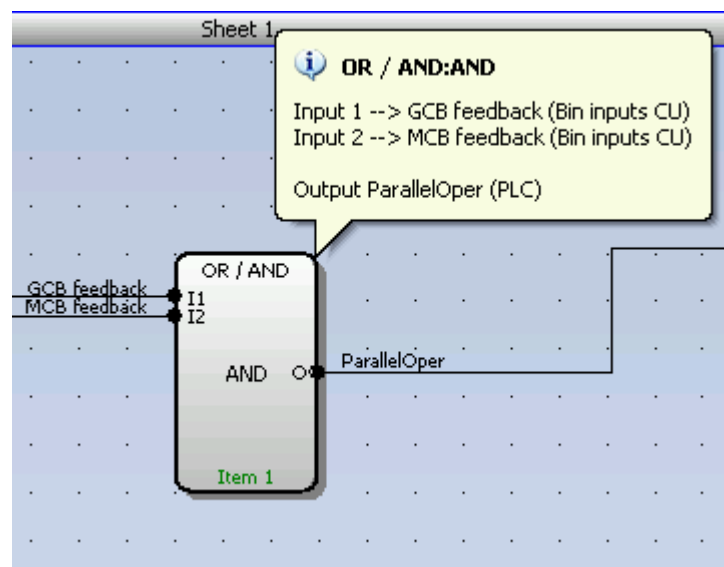 Sheet 1
OR / AND:AND
Input 1 --> GCB feedback (Bin inputs CU)
Input 2 --> MCB feedback (Bin inputs CU)
Output ParallelOper (PLC)
OR / AND
GCB feedback
I1
MCB feedback
I2
AND
O
ParallelOper
Item 1